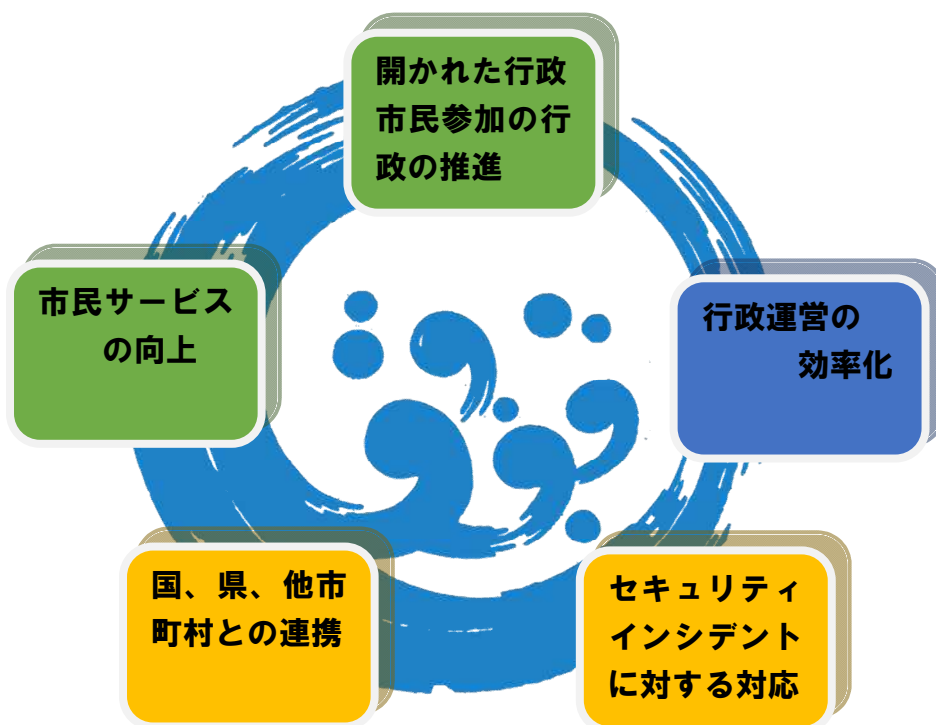 開かれた行政
市民参加の行
政の推進
市民サービス
の向上
行政運営の
効率化
国、県、他市
町村との連携
セキュリティ
インシデント
に対する対応